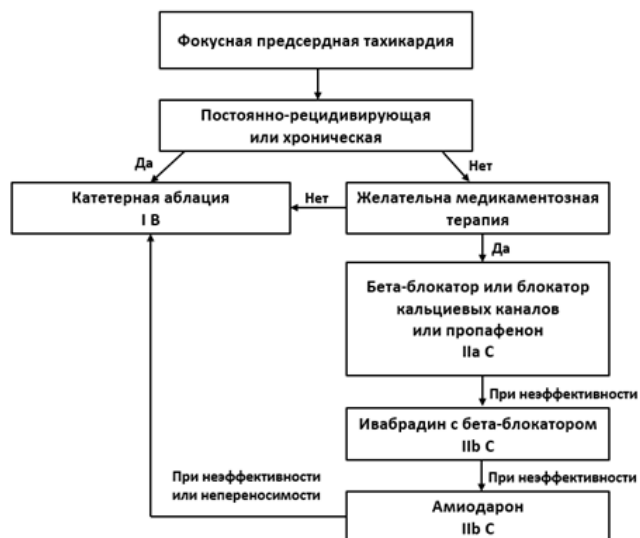 Фокусная предсердная тахикардия
Постоянно-рецидивирующая
или хроническая
Да
Нет
Катетерная аблация
I B
Нет
Желательна медикаментозная
терапия
Да
Бета-блокатор или блокатор
кальциевых каналов
или пропафенон
IIa C
При неэффективности
Ивабрадин с бета-блокатором
IIb C
При неэффективности
При неэффективности
или непереносимости
Амиодарон
IIb C